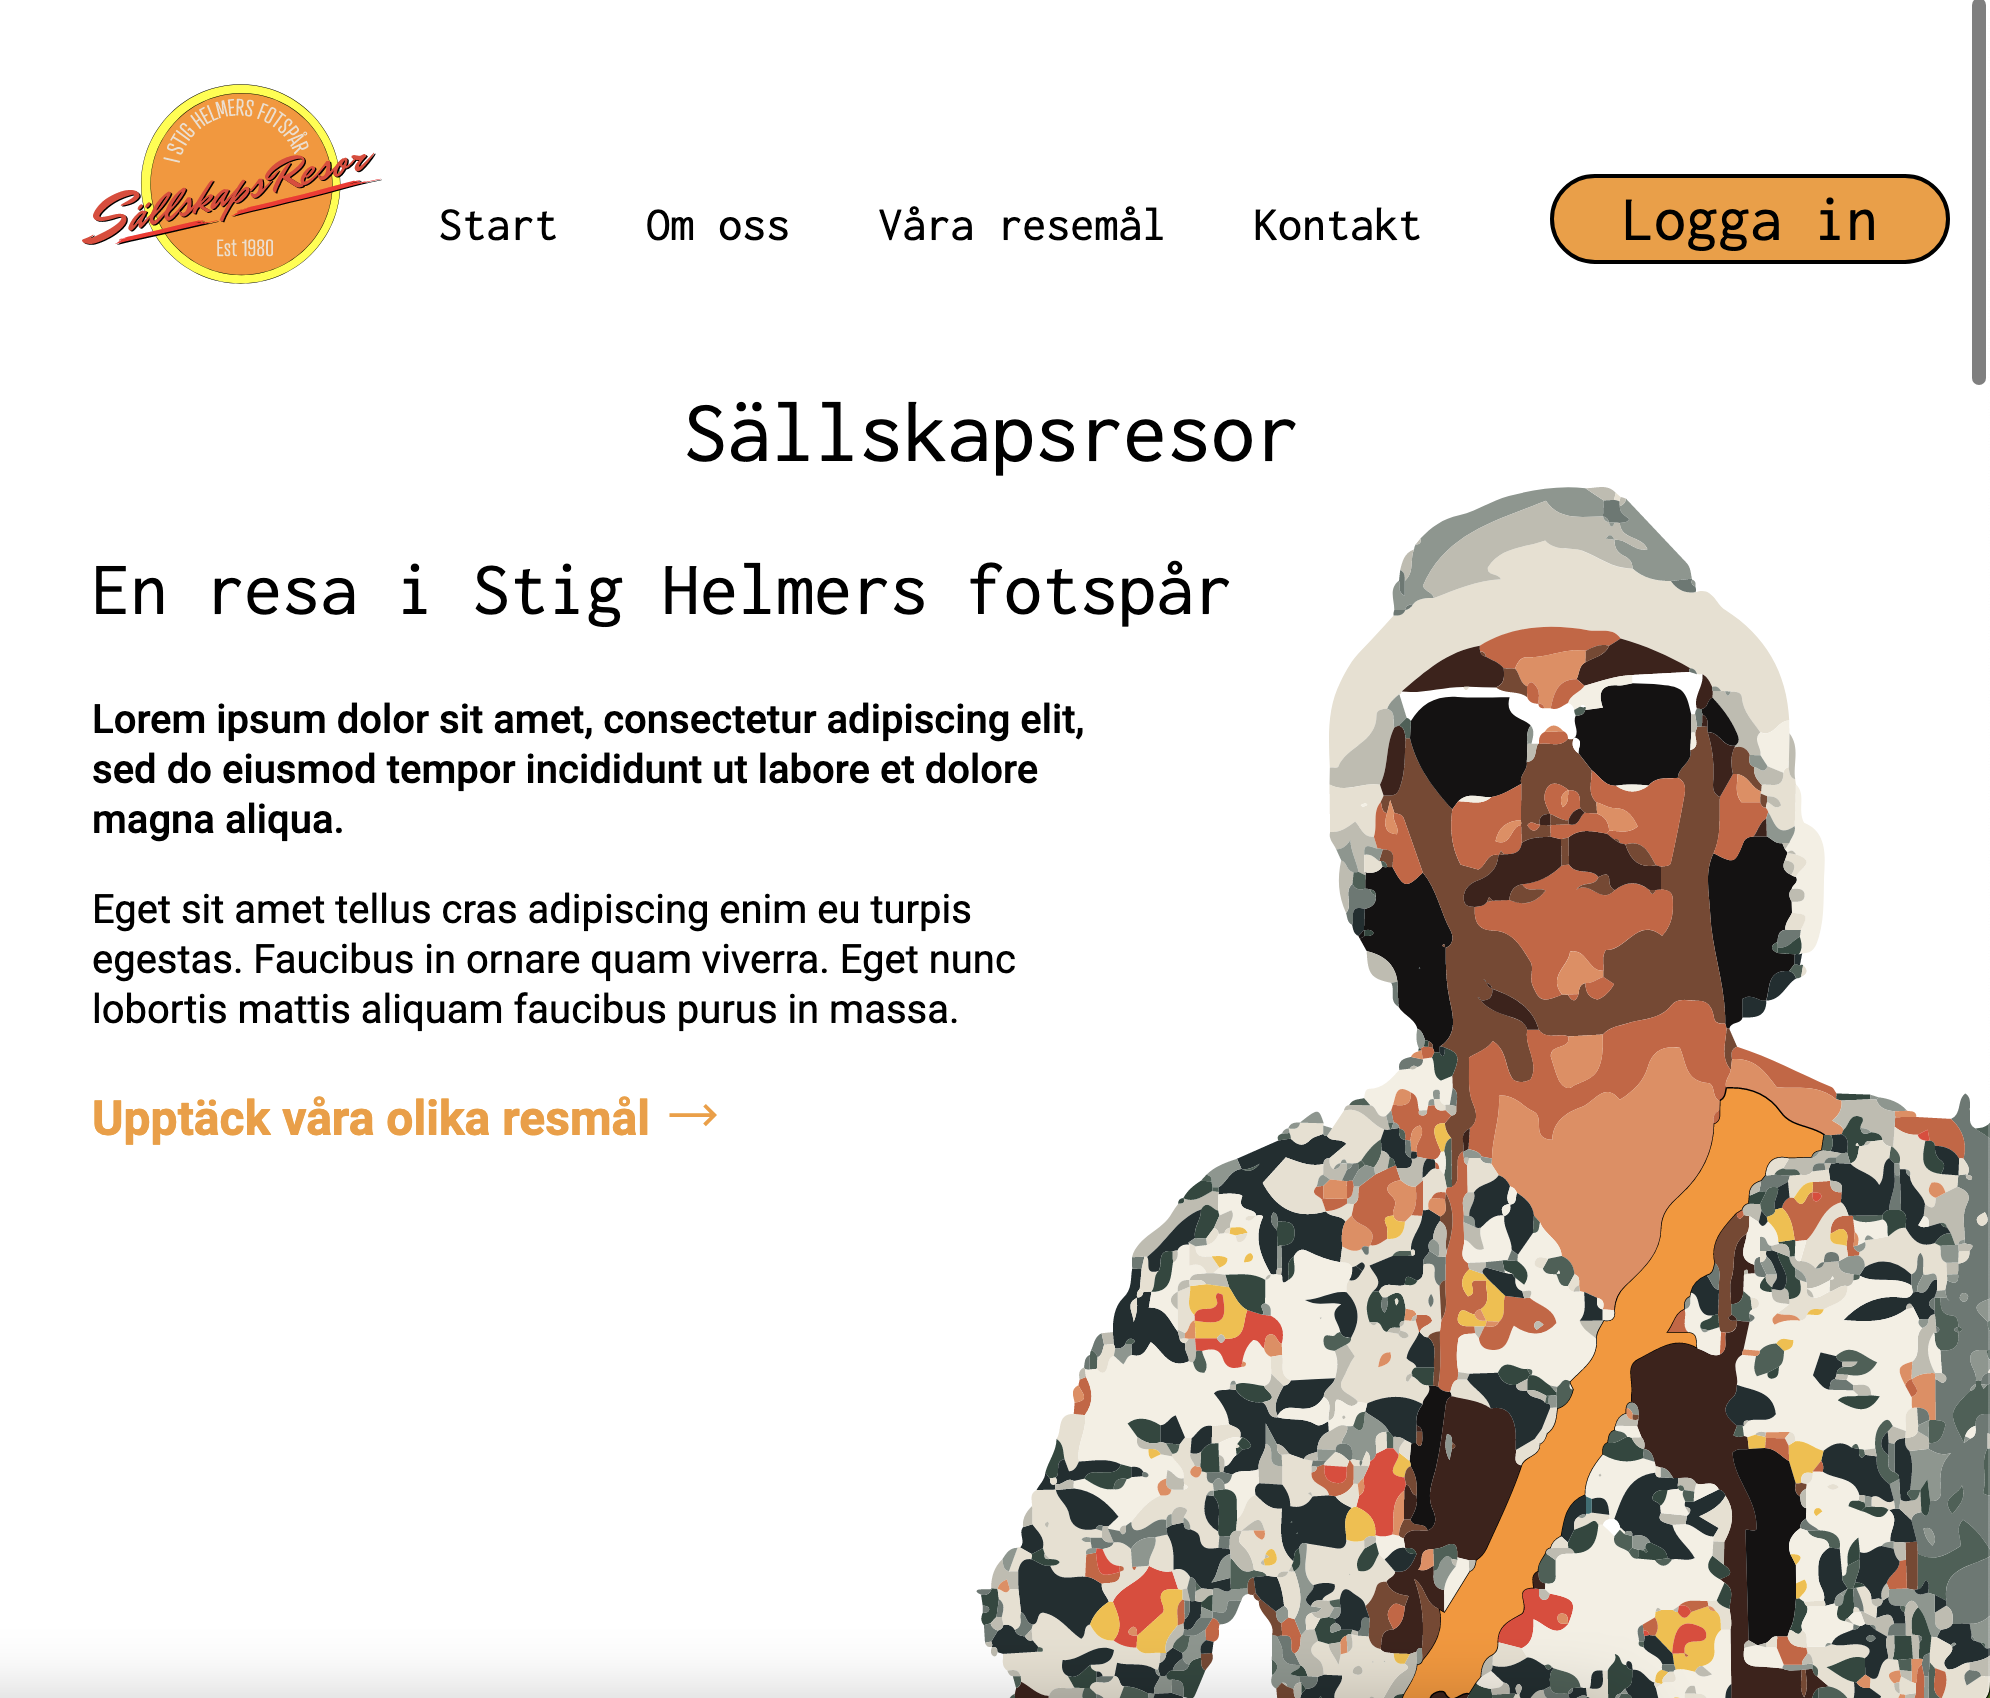 I STIG HELMERS FOTSPÅR
SällskapsResor
Est 1980
Start
Om oss
Våra resemål
Kontakt
Logga in
Sällskapsresor
En resa i Stig Helmers fotspår
Lorem ipsum dolor sit amet, consectetur adipiscing elit,
sed do eiusmod tempor incididunt ut labore et dolore
magna aliqua.
Eget sit amet tellus cras adipiscing enim eu turpis
egestas. Faucibus in ornare quam viverra. Eget nunc
lobortis mattis aliquam faucibus purus in massa.
Upptäck våra olika resmål →